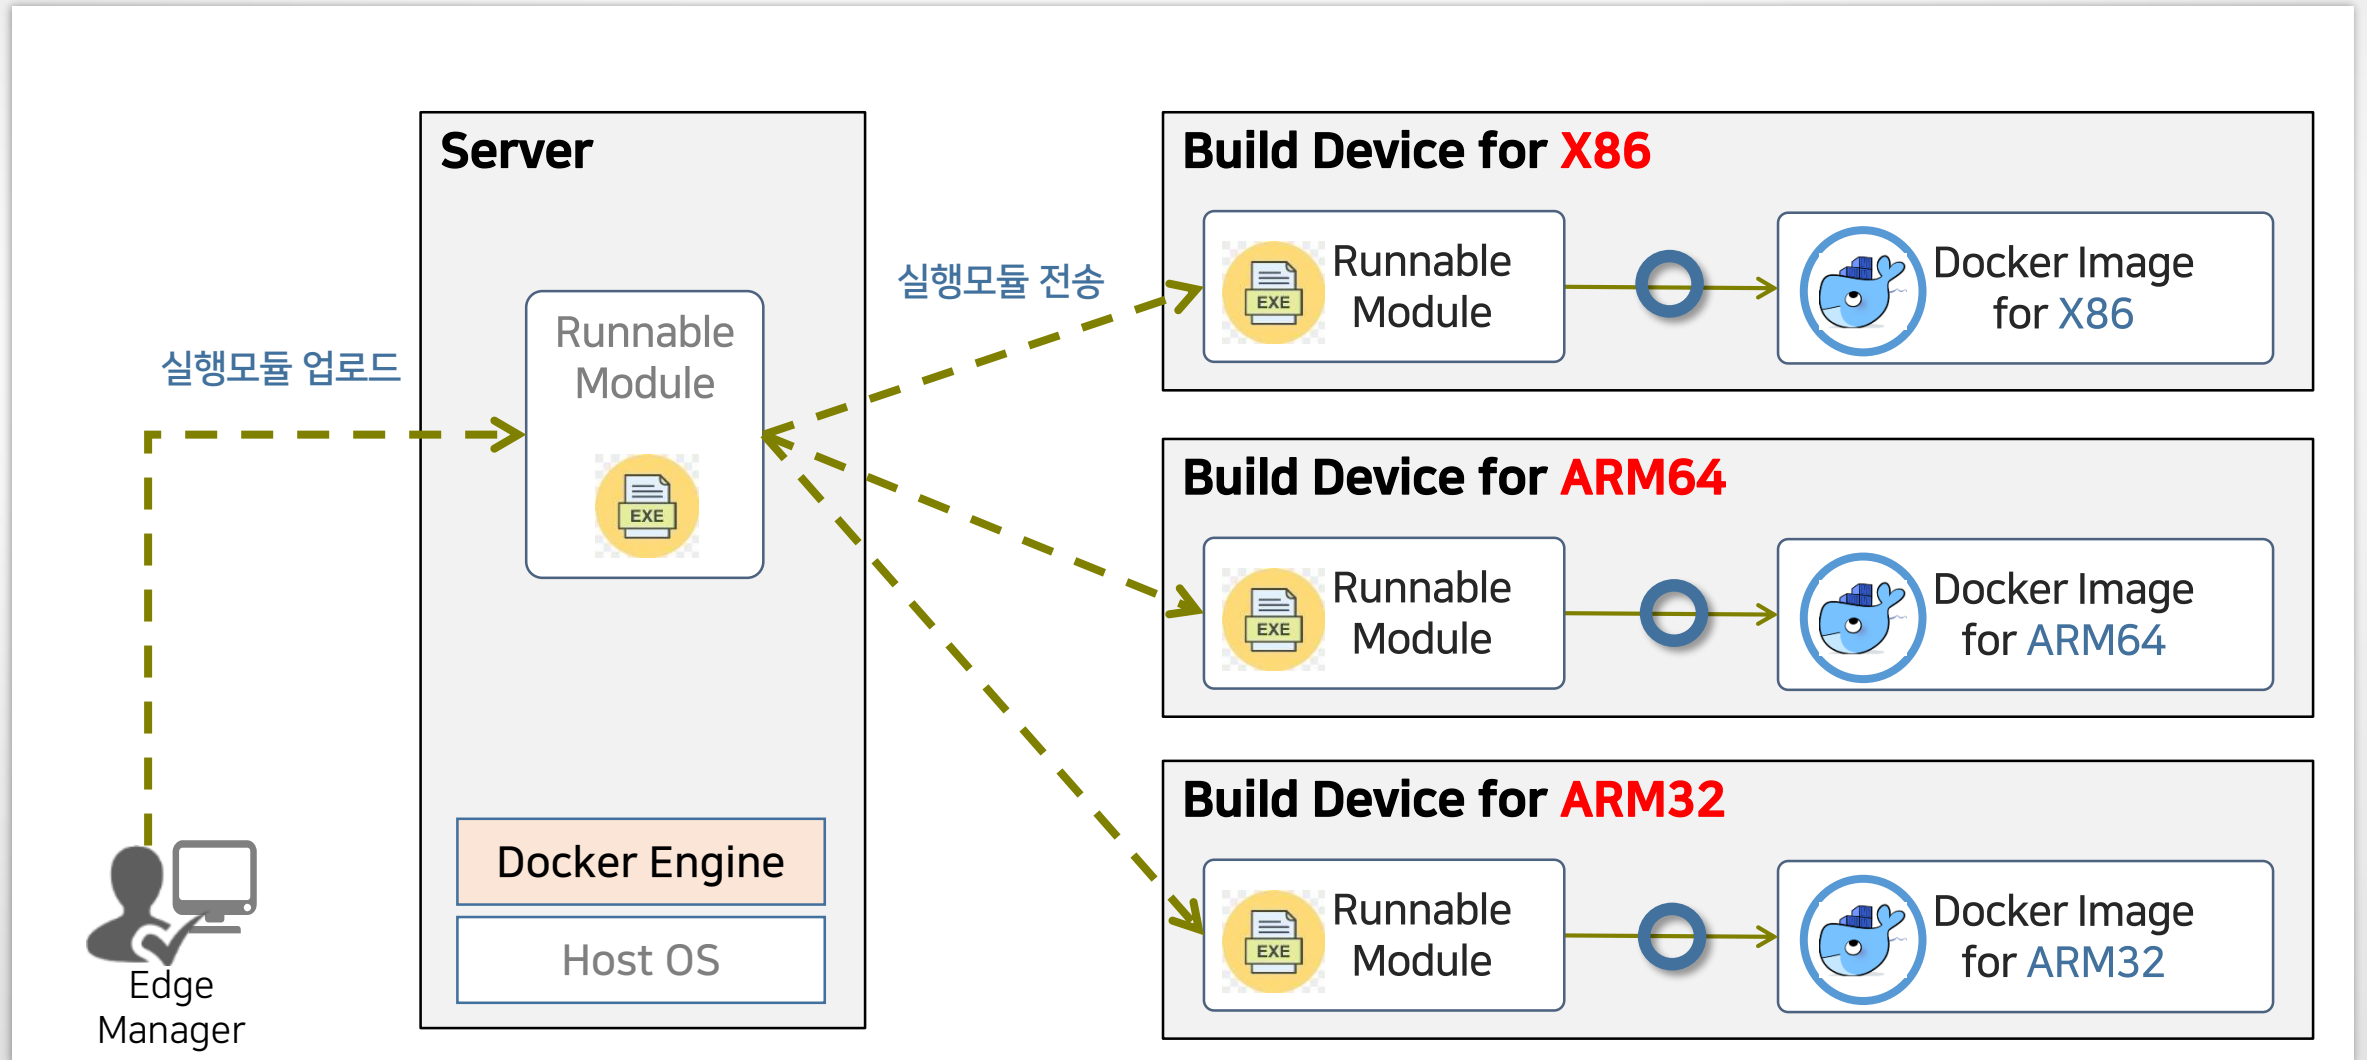 Server
Runnable
Module
EXE
Docker Engine
Host OS
실행모듈 업로드
Edge
Manager
실행모듈 전송
Build Device for X86
EXE
Runnable
Module
Docker Image
for X86
Build Device for ARM64
EXE
Runnable
Module
Docker Image
for ARM64
Build Device for ARM32
EXE
Runnable
Module
Docker Image
for ARM32